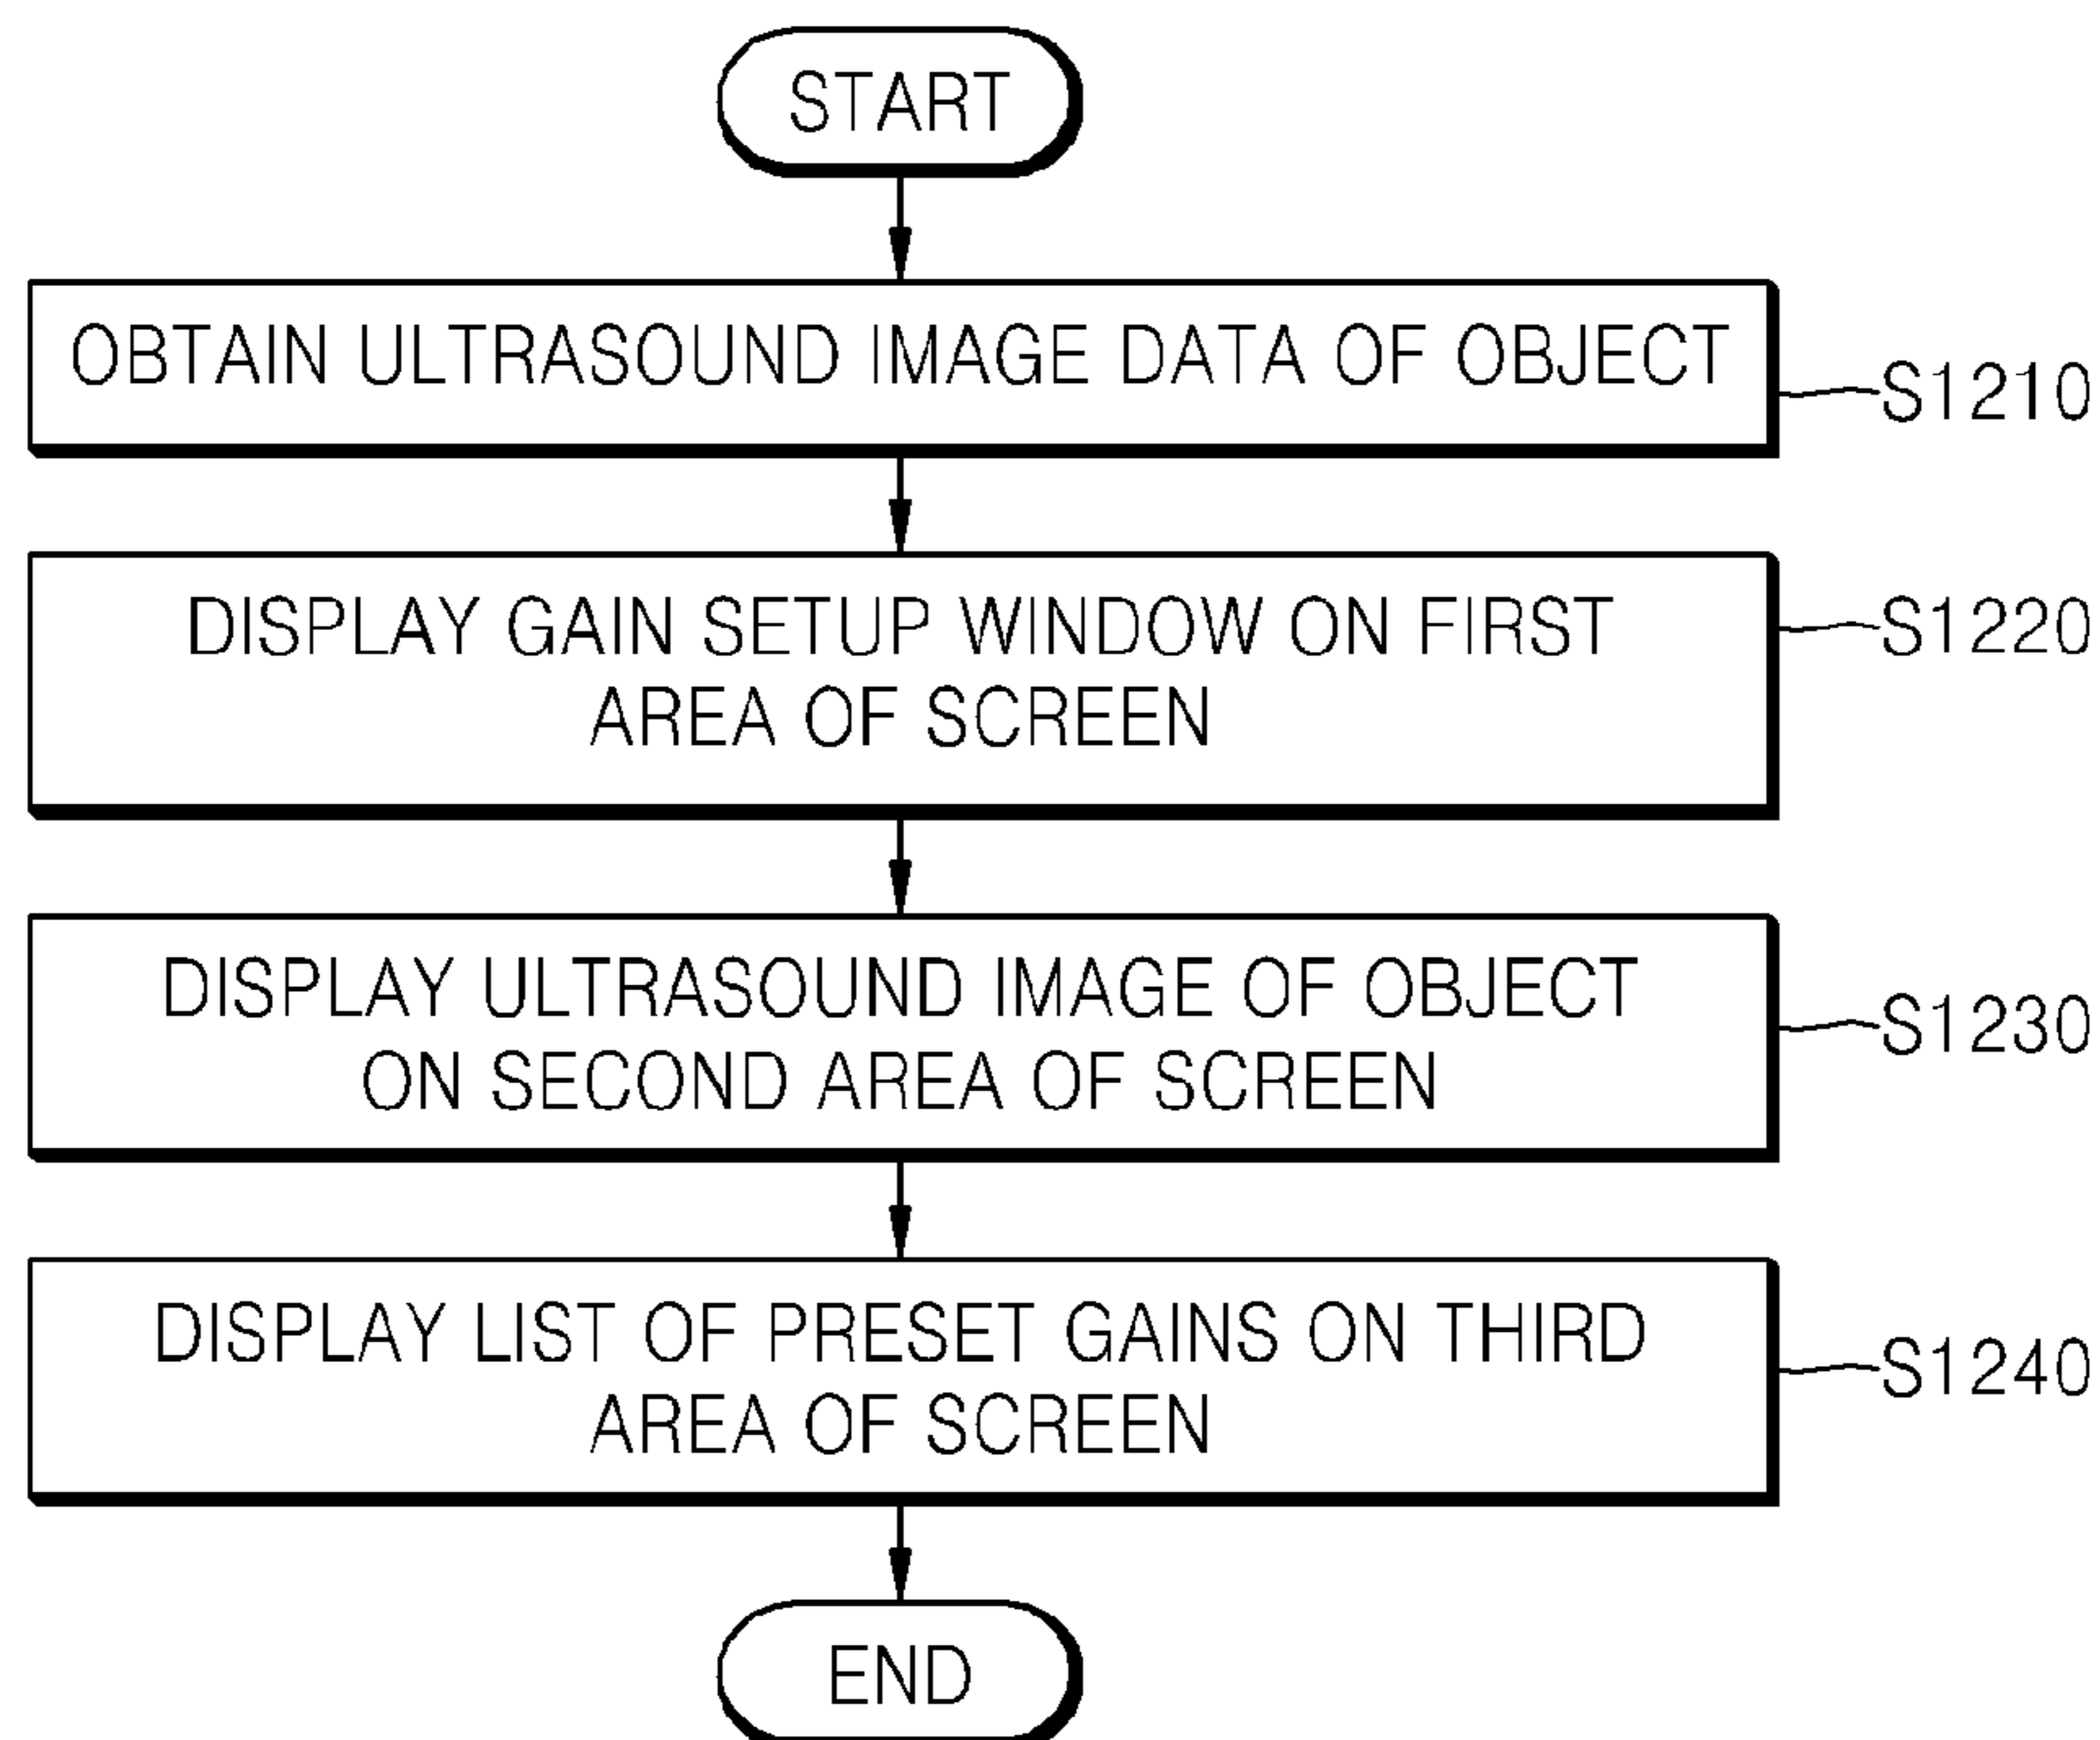 START
OBTAIN ULTRASOUND IMAGE DATA OF OBJECT
S1210
DISPLAY GAIN SETUP WINDOW ON FIRST
AREA OF SCREEN
S1220
DISPLAY ULTRASOUND IMAGE OF OBJECT
ON SECOND AREA OF SCREEN
S1230
DISPLAY LIST OF PRESET GAINS ON THIRD
AREA OF SCREEN
S1240
END